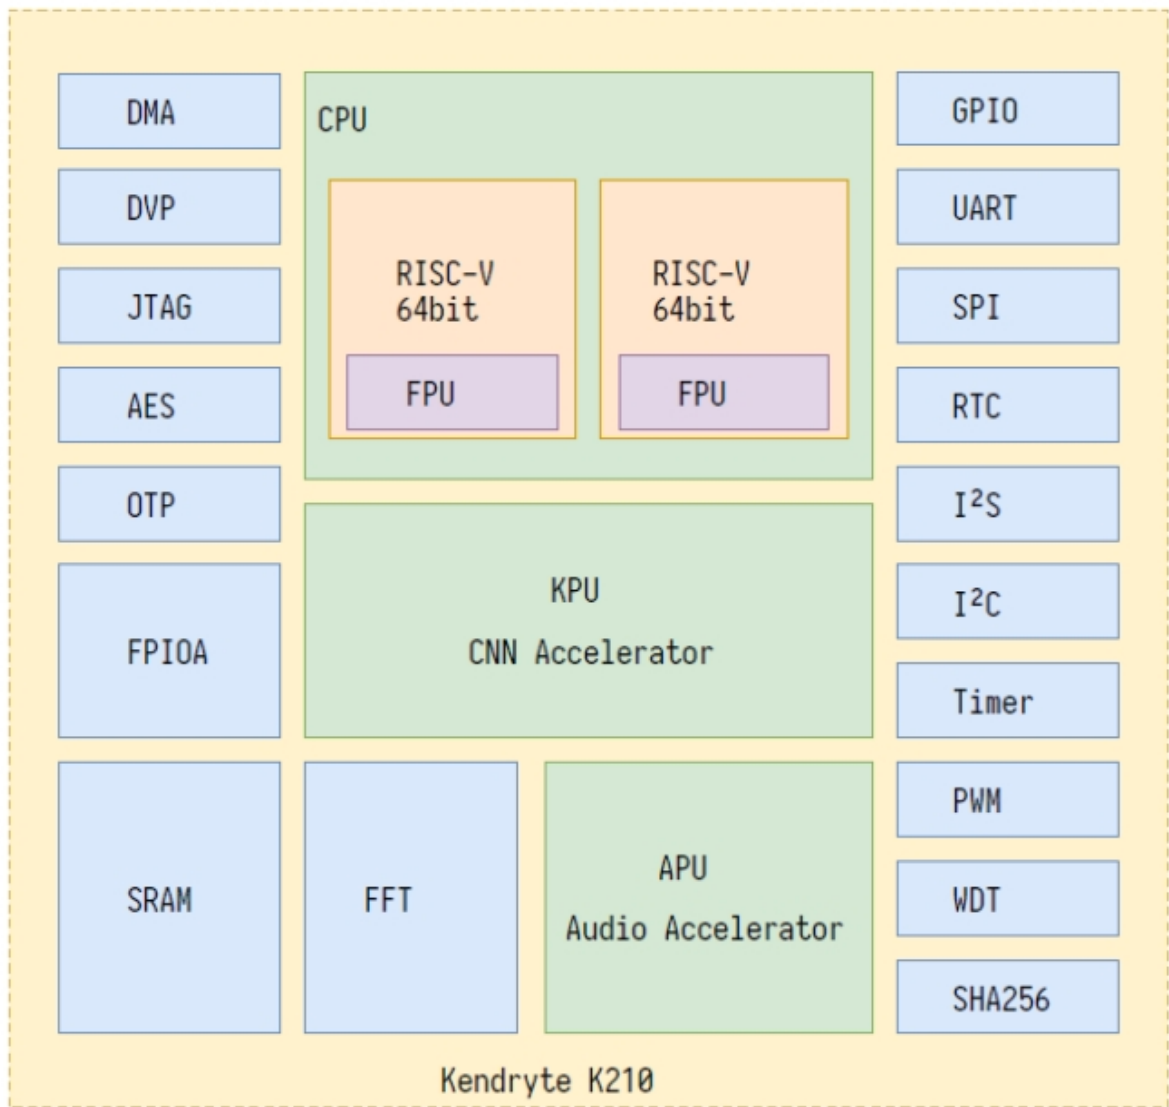 DMA
DVP
JTAG
AES
OTP
FPIOA
SRAM
CPU
RISC-V
64bit
FPU
RISC-V
64bit
FPU
KPU
CNN Accelerator
FFT
APU
Audio Accelerator
GPIO
UART
SPI
RTC
I²S
I²C
Timer
PWM
WDT
SHA256
Kendryte K210